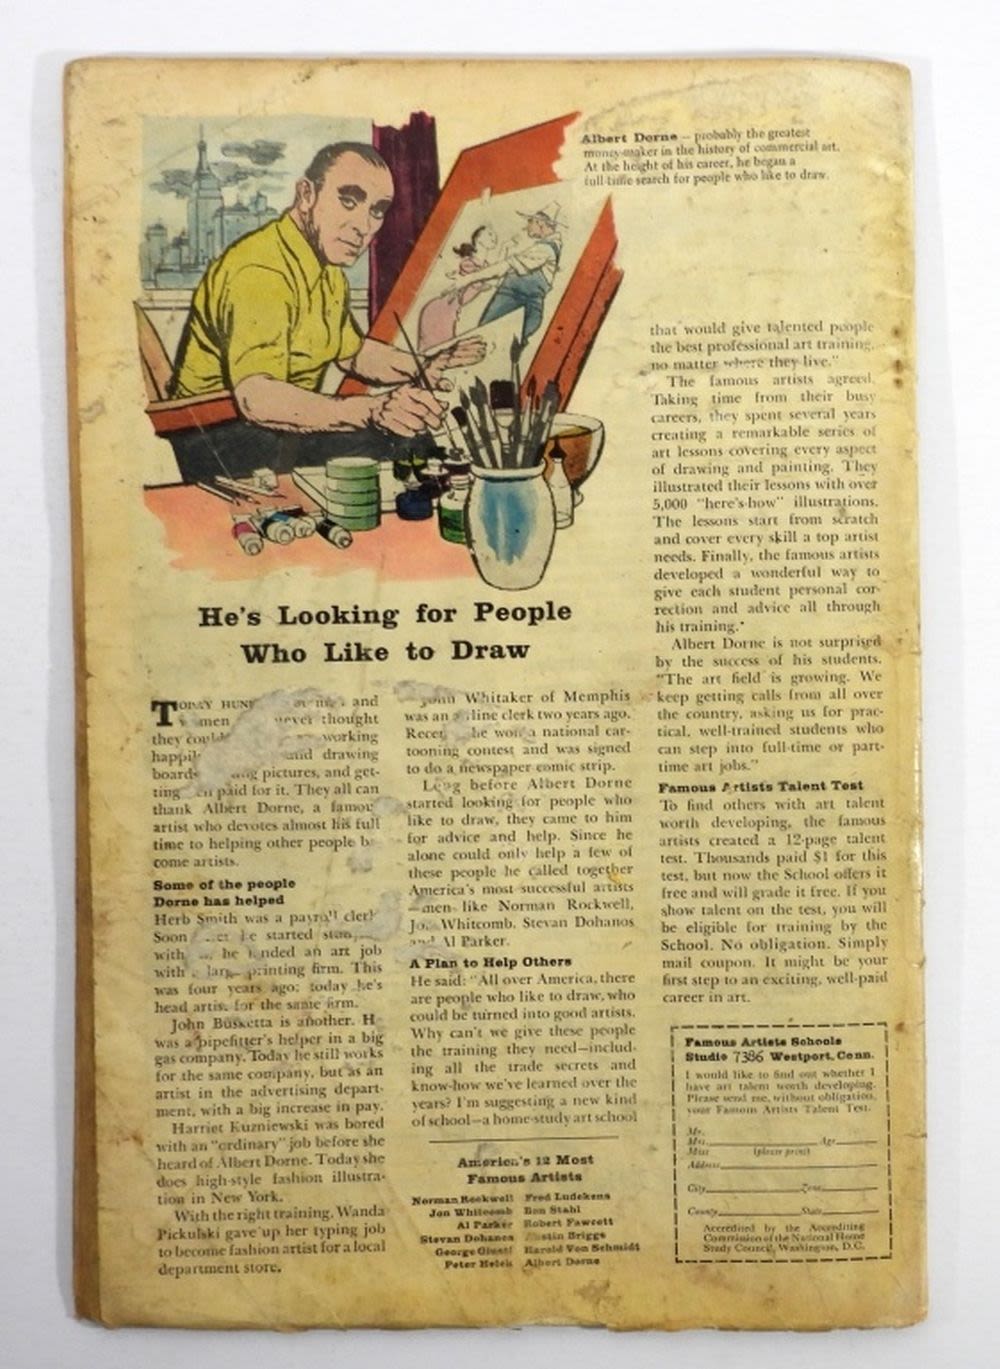 Albert Dorne — probably the greatest
money-maker in the history of commercial art.
At the height of his career, he began a
full-time search for people who like to draw.
He's Looking for People
Who Like to Draw
TODAY and
men never thought
they could working
and drawing
pictures, and get-
ting paid for it. They all can
thank Albert Dorne, a famous
artist who devotes almost his full
time to helping other people be-
come artists.
Some of the people
Dorne has helped
Herb Smith was a payroll clerk
Soon he started
with he landed an art job
with printing firm. This
was four years ago; today he's
head artist for the same firm.
John Busketta is another. H
was a pipefitter's helper in a big
gas company. Today he still works
for the same company, but as an
artist in the advertising depart-
ment, with a big increase in pay.
Harriet Kuzniewski was bored
with an "ordinary" job before she
heard of Albert Dorne. Today she
does high-style fashion illustra-
tion in New York.
With the right training, Wanda
Pickulski gave up her typing job
to become fashion artist for a local
department store.
John Whitaker of Memphis
was an line clerk two years ago.
he won a national car-
tooning contest and was signed
to do a newspaper comic strip.
Long before Albert Dorne
started looking for people who
like to draw, they came to him
for advice and help. Since he
alone could only help a few of
these people he called together
America's most successful artists
—men like Norman Rockwell,
Jon Whitcomb, Stevan Dohanos
and Al Parker.
A Plan to Help Others
He said: "All over America, there
are people who like to draw, who
could be turned into good artists.
Why can't we give these people
the training they need—includ-
ing all the trade secrets and
know-how we've learned over the
years? I'm suggesting a new kind
of school—a home-study art school
that would give talented people
the best professional art training,
no matter where they live."
The famous artists agreed.
Taking time from their busy
careers, they spent several years
creating a remarkable series of
art lessons covering every aspect
of drawing and painting. They
illustrated their lessons with over
5,000 "here's-how" illustrations.
The lessons start from scratch
and cover every skill a top artist
needs. Finally, the famous artists
developed a wonderful way to
give each student personal cor-
rection and advice all through
his training."
Albert Dorne is not surprised
by the success of his students.
"The art field is growing. We
keep getting calls from all over
the country, asking us for prac-
tical, well-trained students who
can step into full-time or part-
time art jobs."
Famous Artists Talent Test
To find others with art talent
worth developing, the famous
artists created a 12-page talent
test. Thousands paid $1 for this
test, but now the School offers it
free and will grade it free. If you
show talent on the test, you will
be eligible for training by the
School. No obligation. Simply
mail coupon. It might be your
first step to an exciting, well-paid
career in art.
America's 12 Most
Famous Artists
Norman Rockwell Fred Ludekens
Jon Whitcomb Ben Stahl
Al Parker Robert Fawcett
Stevan Dohanos Austin Briggs
George Giusti Harold Von Schmidt
Peter Helck Albert Dorne
Famous Artists Schools
Studio 7386 Westport, Conn.
I would like to find out whether I
have art talent worth developing.
Please send me, without obligation,
your Famous Artists Talent Test.
Mr.
Mrs. Age
Miss (please print)
Address
City Zone
County State
Accredited by the Accrediting
Commission of the National Home
Study Council, Washington, D.C.